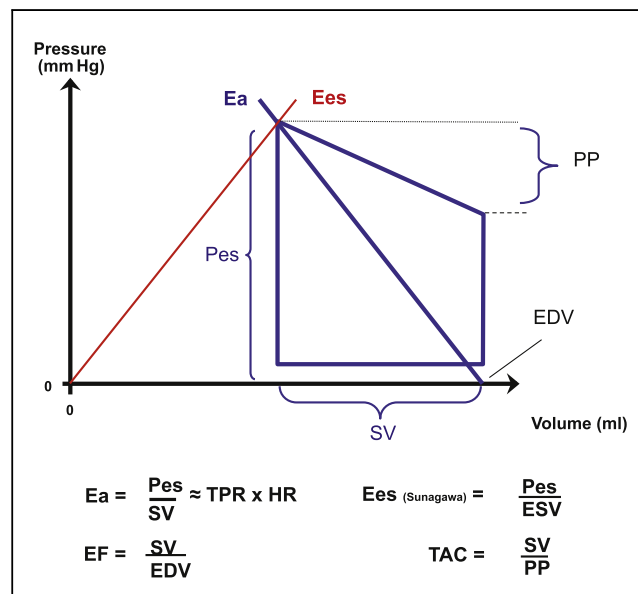 Pressure
(mm Hg)
Ea
Ees
PP
Pes
EDV
0
0
SV
Volume (ml)
Ea = Pes / SV ≈ TPR x HR
Ees (Sunagawa) = Pes / ESV
EF = SV / EDV
TAC = SV / PP